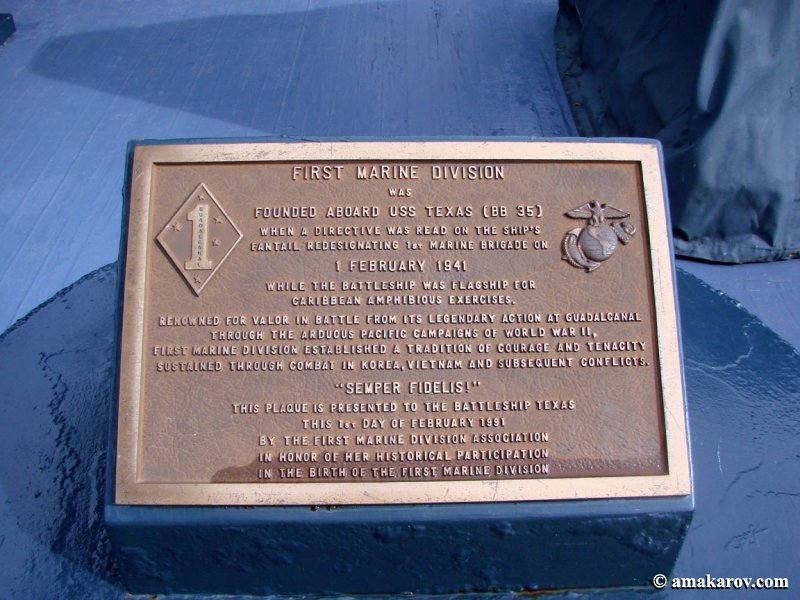 FIRST MARINE DIVISION
WAS
FOUNDED ABOARD USS TEXAS (BB 35)
WHEN A DIRECTIVE WAS READ ON THE SHIP'S
FANTAIL REDESIGNATING 1ST MARINE BRIGADE ON
1 FEBRUARY 1941
WHILE THE BATTLESHIP WAS FLAGSHIP FOR
CARIBBEAN AMPHIBIOUS EXERCISES.
RENOWNED FOR VALOR IN BATTLE FROM ITS LEGENDARY ACTION AT GUADALCANAL
THROUGH THE ARDUOUS PACIFIC CAMPAIGNS OF WORLD WAR II,
FIRST MARINE DIVISION ESTABLISHED A TRADITION OF COURAGE AND TENACITY
SUSTAINED THROUGH COMBAT IN KOREA, VIETNAM AND SUBSEQUENT CONFLICTS.
"SEMPER FIDELIS!"
THIS PLAQUE IS PRESENTED TO THE BATTLESHIP TEXAS
THIS 1ST DAY OF FEBRUARY 1991
BY THE FIRST MARINE DIVISION ASSOCIATION
IN HONOR OF HER HISTORICAL PARTICIPATION
IN THE BIRTH OF THE FIRST MARINE DIVISION
1
GUADALCANAL
© amakarov.com